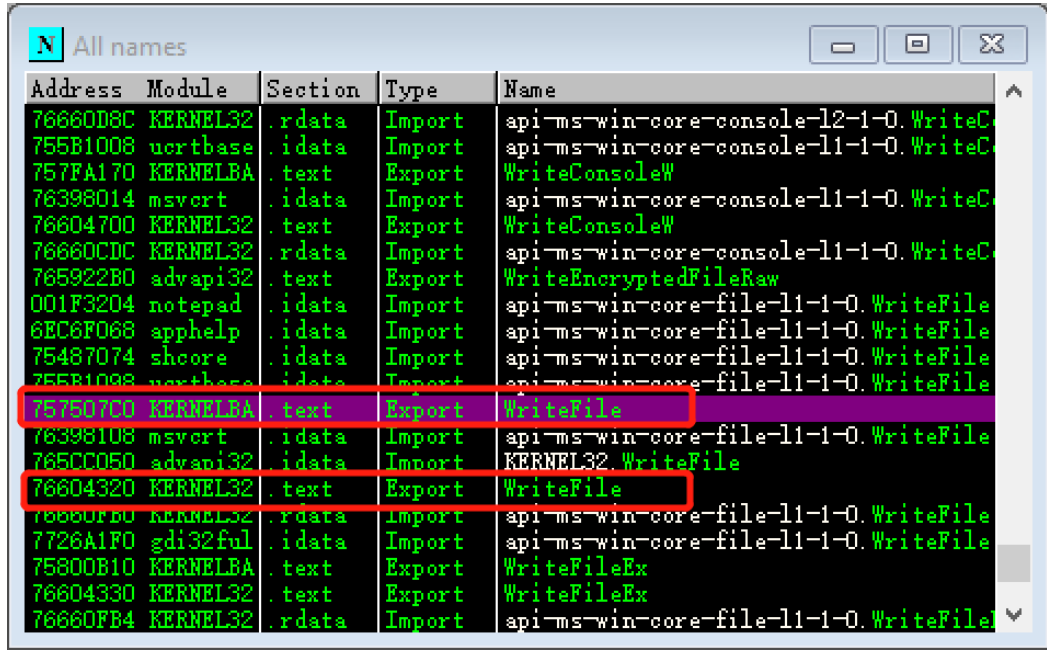 N All names
Address Module Section Type Name
76660D8C KERNEL32 .rdata Import api-ms-win-core-console-l2-1-0.WriteC
755B1008 ucrtbase .idata Import api-ms-win-core-console-l1-1-0.WriteC
757FA170 KERNELBA .text Export WriteConsoleW
76398014 msvcrt .idata Import api-ms-win-core-console-l1-1-0.WriteC
76604700 KERNEL32 .text Export WriteConsoleW
76660CDC KERNEL32 .rdata Import api-ms-win-core-console-l1-1-0.WriteC
765922B0 advapi32 .text Export WriteEncryptedFileRaw
001F3204 notepad .idata Import api-ms-win-core-file-l1-1-0.WriteFile
6EC6F068 apphelp .idata Import api-ms-win-core-file-l1-1-0.WriteFile
75487074 shcore .idata Import api-ms-win-core-file-l1-1-0.WriteFile
755B1098 ucrtbase .idata Import api-ms-win-core-file-l1-1-0.WriteFile
757507C0 KERNELBA .text Export WriteFile
76398108 msvcrt .idata Import api-ms-win-core-file-l1-1-0.WriteFile
765CC050 advapi32 .idata Import KERNEL32.WriteFile
76604320 KERNEL32 .text Export WriteFile
76660FB0 KERNEL32 .rdata Import api-ms-win-core-file-l1-1-0.WriteFile
7726A1F0 gdi32ful .idata Import api-ms-win-core-file-l1-1-0.WriteFile
75800B10 KERNELBA .text Export WriteFileEx
76604330 KERNEL32 .text Export WriteFileEx
76660FB4 KERNEL32 .rdata Import api-ms-win-core-file-l1-1-0.WriteFile